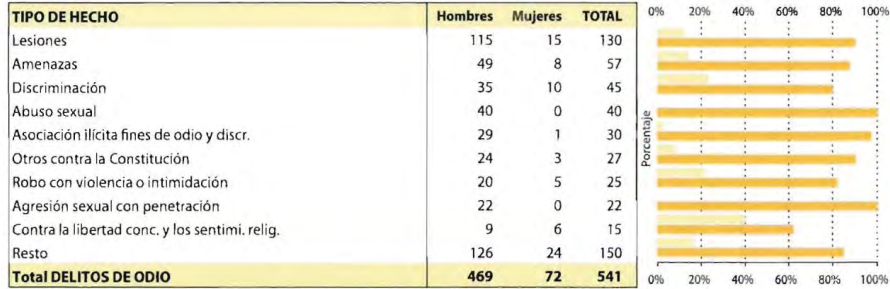 TIPO DE HECHO Hombres Mujeres TOTAL 0% 20% 40% 60% 80% 100%
Lesiones 115 15 130
Amenazas 49 8 57
Discriminación 35 10 45
Abuso sexual 40 0 40
Asociación ilícita fines de odio y discr. 29 1 30
Otros contra la Constitución 24 3 27
Robo con violencia o intimidación 20 5 25
Agresión sexual con penetración 22 0 22
Contra la libertad conc. y los sentimi. relig. 9 6 15
Resto 126 24 150
Total DELITOS DE ODIO 469 72 541 0% 20% 40% 60% 80% 100%
Porcentaje